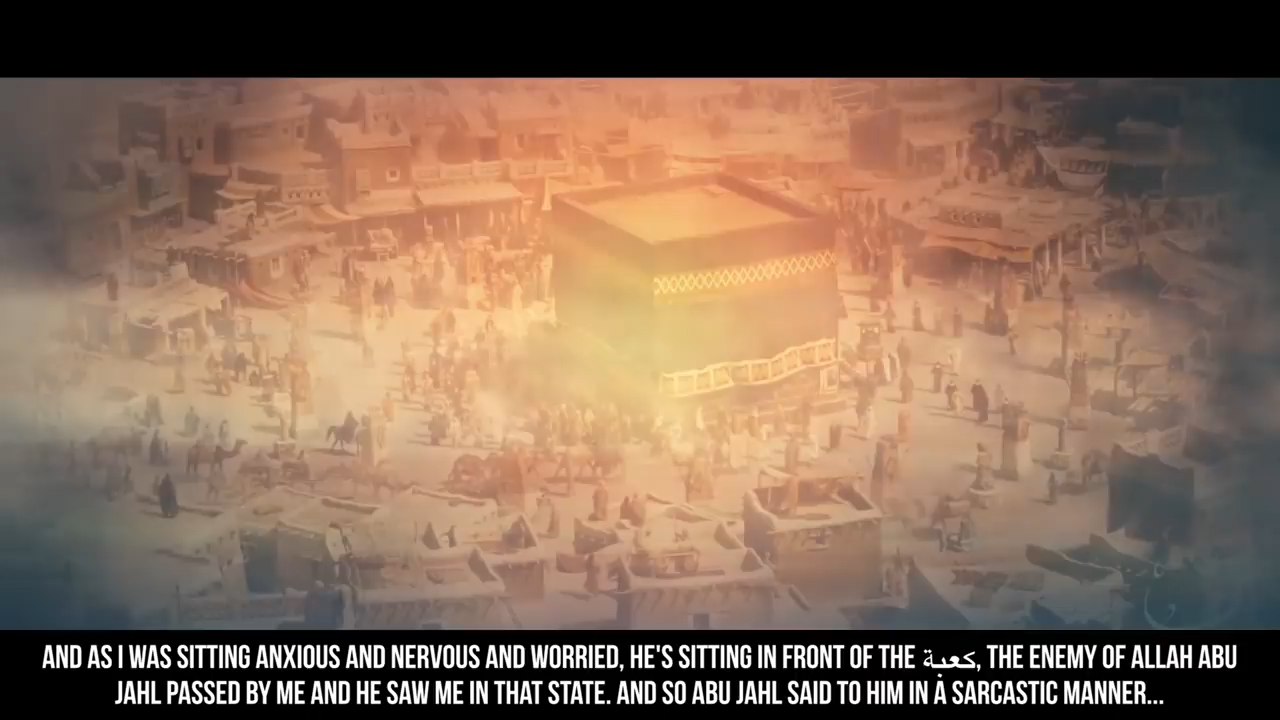 AND AS I WAS SITTING ANXIOUS AND NERVOUS AND WORRIED, HE'S SITTING IN FRONT OF THE كعبة, THE ENEMY OF ALLAH ABU
JAHL PASSED BY ME AND HE SAW ME IN THAT STATE. AND SO ABU JAHL SAID TO HIM IN A SARCASTIC MANNER...